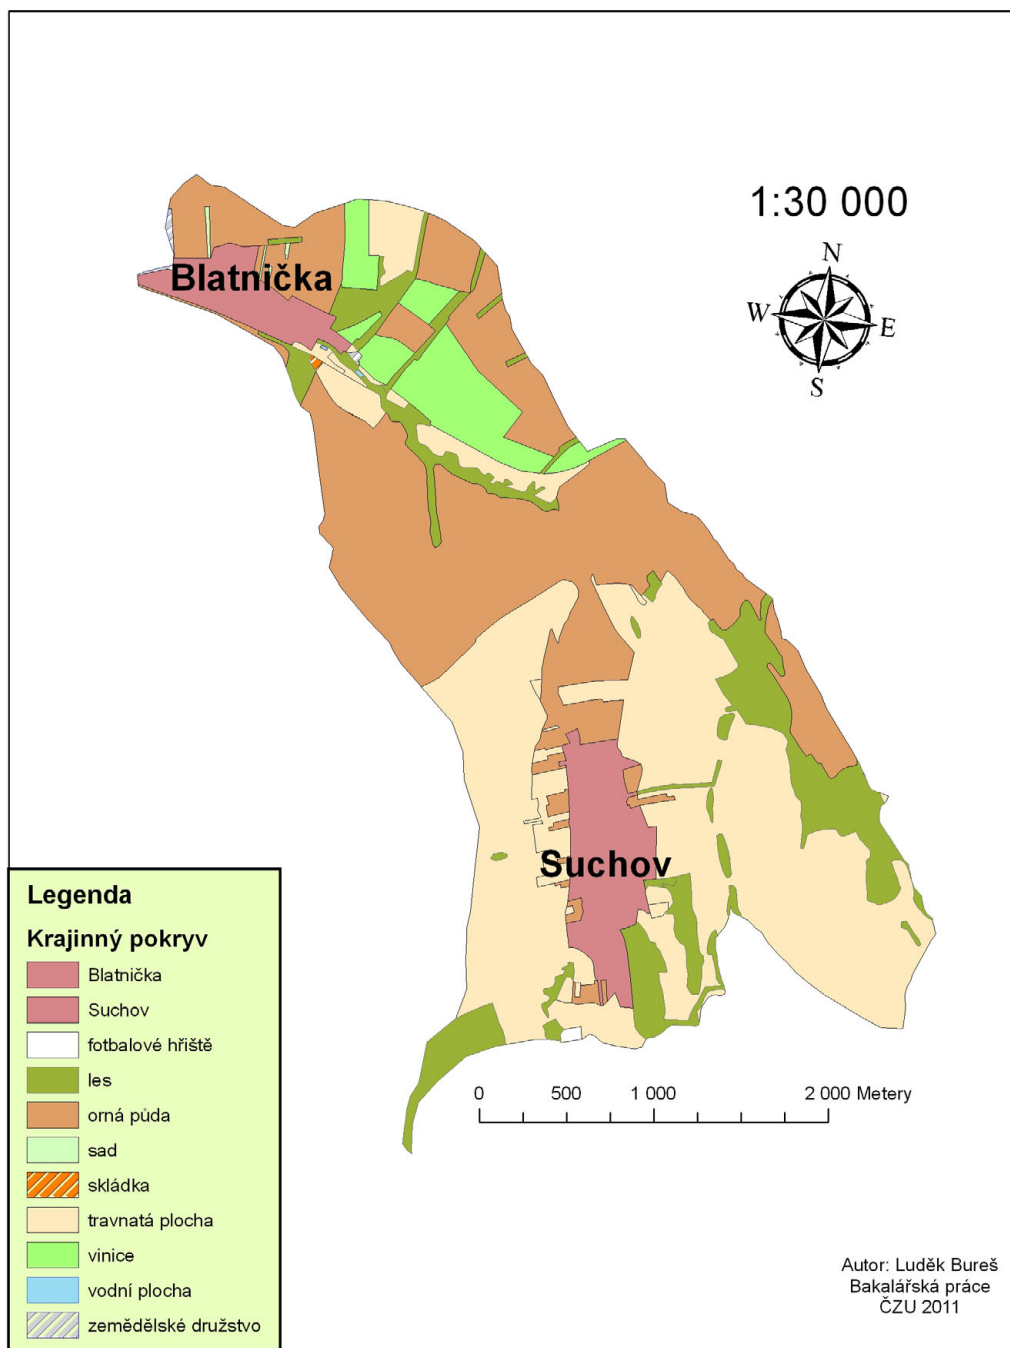 1:30 000
N
W
E
S
Blatnička
Suchov
0 500 1 000 2 000 Metery
Legenda
Krajinný pokryv
Blatnička
Suchov
fotbalové hřiště
les
orná půda
sad
skládka
travnatá plocha
vinice
vodní plocha
zemědělské družstvo
Autor: Luděk Bureš
Bakalářská práce
ČZU 2011